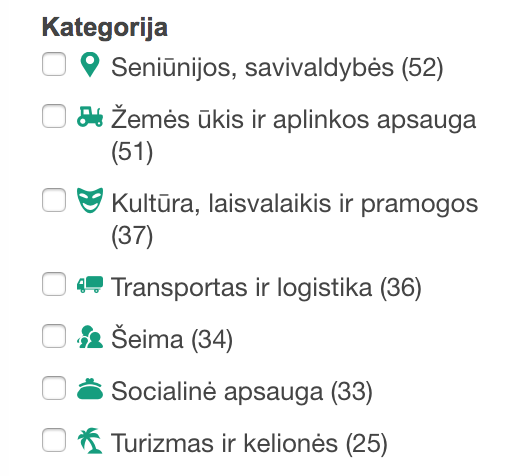 Kategorija
Seniūnijos, savivaldybės (52)
Žemės ūkis ir aplinkos apsauga
(51)
Kultūra, laisvalaikis ir pramogos
(37)
Transportas ir logistika (36)
Šeima (34)
Socialinė apsauga (33)
Turizmas ir kelionės (25)